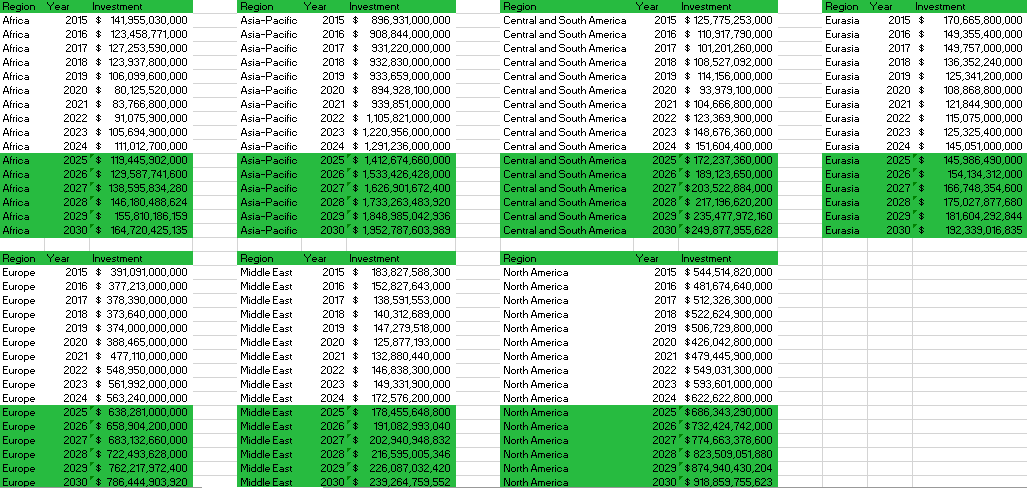 Region Year Investment Region Year Investment Region Year Investment Region Year Investment
Africa 2015 $ 141,955,030,000 Asia-Pacific 2015 $ 896,931,000,000 Central and South America 2015 $ 125,775,253,000 Eurasia 2015 $ 170,665,800,000
Africa 2016 $ 123,458,771,000 Asia-Pacific 2016 $ 908,844,000,000 Central and South America 2016 $ 110,917,790,000 Eurasia 2016 $ 149,355,400,000
Africa 2017 $ 127,253,590,000 Asia-Pacific 2017 $ 931,220,000,000 Central and South America 2017 $ 101,201,260,000 Eurasia 2017 $ 149,757,000,000
Africa 2018 $ 123,937,800,000 Asia-Pacific 2018 $ 932,830,000,000 Central and South America 2018 $ 108,527,092,000 Eurasia 2018 $ 136,352,240,000
Africa 2019 $ 106,099,600,000 Asia-Pacific 2019 $ 933,659,000,000 Central and South America 2019 $ 114,156,000,000 Eurasia 2019 $ 125,341,200,000
Africa 2020 $ 80,125,520,000 Asia-Pacific 2020 $ 894,928,100,000 Central and South America 2020 $ 93,979,100,000 Eurasia 2020 $ 108,868,800,000
Africa 2021 $ 83,766,800,000 Asia-Pacific 2021 $ 939,851,000,000 Central and South America 2021 $ 104,666,800,000 Eurasia 2021 $ 121,844,900,000
Africa 2022 $ 91,075,900,000 Asia-Pacific 2022 $ 1,105,821,000,000 Central and South America 2022 $ 123,369,900,000 Eurasia 2022 $ 115,075,000,000
Africa 2023 $ 105,694,900,000 Asia-Pacific 2023 $ 1,220,956,000,000 Central and South America 2023 $ 148,676,360,000 Eurasia 2023 $ 125,325,400,000
Africa 2024 $ 111,012,700,000 Asia-Pacific 2024 $ 1,291,236,000,000 Central and South America 2024 $ 151,604,400,000 Eurasia 2024 $ 145,051,000,000
Africa 2025 $ 119,445,902,000 Asia-Pacific 2025 $ 1,412,674,660,000 Central and South America 2025 $ 172,237,360,000 Eurasia 2025 $ 145,986,490,000
Africa 2026 $ 129,587,741,600 Asia-Pacific 2026 $ 1,533,426,428,000 Central and South America 2026 $ 189,123,650,000 Eurasia 2026 $ 154,134,312,000
Africa 2027 $ 138,595,834,280 Asia-Pacific 2027 $ 1,626,901,672,400 Central and South America 2027 $ 203,522,884,000 Eurasia 2027 $ 166,748,354,600
Africa 2028 $ 146,180,488,624 Asia-Pacific 2028 $ 1,733,263,483,920 Central and South America 2028 $ 217,196,620,200 Eurasia 2028 $ 175,027,877,680
Africa 2029 $ 155,810,186,159 Asia-Pacific 2029 $ 1,848,985,042,936 Central and South America 2029 $ 235,477,972,160 Eurasia 2029 $ 181,604,292,844
Africa 2030 $ 164,720,425,135 Asia-Pacific 2030 $ 1,952,787,603,989 Central and South America 2030 $ 249,877,955,628 Eurasia 2030 $ 192,339,016,835
Region Year Investment Region Year Investment Region Year Investment
Europe 2015 $ 391,091,000,000 Middle East 2015 $ 183,827,588,300 North America 2015 $ 544,514,820,000
Europe 2016 $ 377,213,000,000 Middle East 2016 $ 152,827,643,000 North America 2016 $ 481,674,640,000
Europe 2017 $ 378,390,000,000 Middle East 2017 $ 138,591,553,000 North America 2017 $ 512,326,300,000
Europe 2018 $ 373,640,000,000 Middle East 2018 $ 140,312,689,000 North America 2018 $ 522,624,900,000
Europe 2019 $ 374,000,000,000 Middle East 2019 $ 147,279,518,000 North America 2019 $ 506,729,800,000
Europe 2020 $ 388,465,000,000 Middle East 2020 $ 125,877,193,000 North America 2020 $ 426,042,800,000
Europe 2021 $ 477,110,000,000 Middle East 2021 $ 132,880,440,000 North America 2021 $ 479,445,900,000
Europe 2022 $ 548,950,000,000 Middle East 2022 $ 146,838,300,000 North America 2022 $ 549,031,300,000
Europe 2023 $ 561,992,000,000 Middle East 2023 $ 149,331,900,000 North America 2023 $ 593,601,000,000
Europe 2024 $ 563,240,000,000 Middle East 2024 $ 172,576,200,000 North America 2024 $ 622,622,800,000
Europe 2025 $ 638,281,000,000 Middle East 2025 $ 178,455,648,800 North America 2025 $ 686,343,290,000
Europe 2026 $ 658,904,200,000 Middle East 2026 $ 191,082,993,040 North America 2026 $ 732,424,742,000
Europe 2027 $ 683,132,660,000 Middle East 2027 $ 202,940,948,832 North America 2027 $ 774,663,378,600
Europe 2028 $ 722,493,628,000 Middle East 2028 $ 216,595,005,346 North America 2028 $ 823,509,051,880
Europe 2029 $ 762,217,972,400 Middle East 2029 $ 226,087,032,420 North America 2029 $ 874,940,430,204
Europe 2030 $ 786,444,903,920 Middle East 2030 $ 239,264,759,552 North America 2030 $ 918,859,755,623